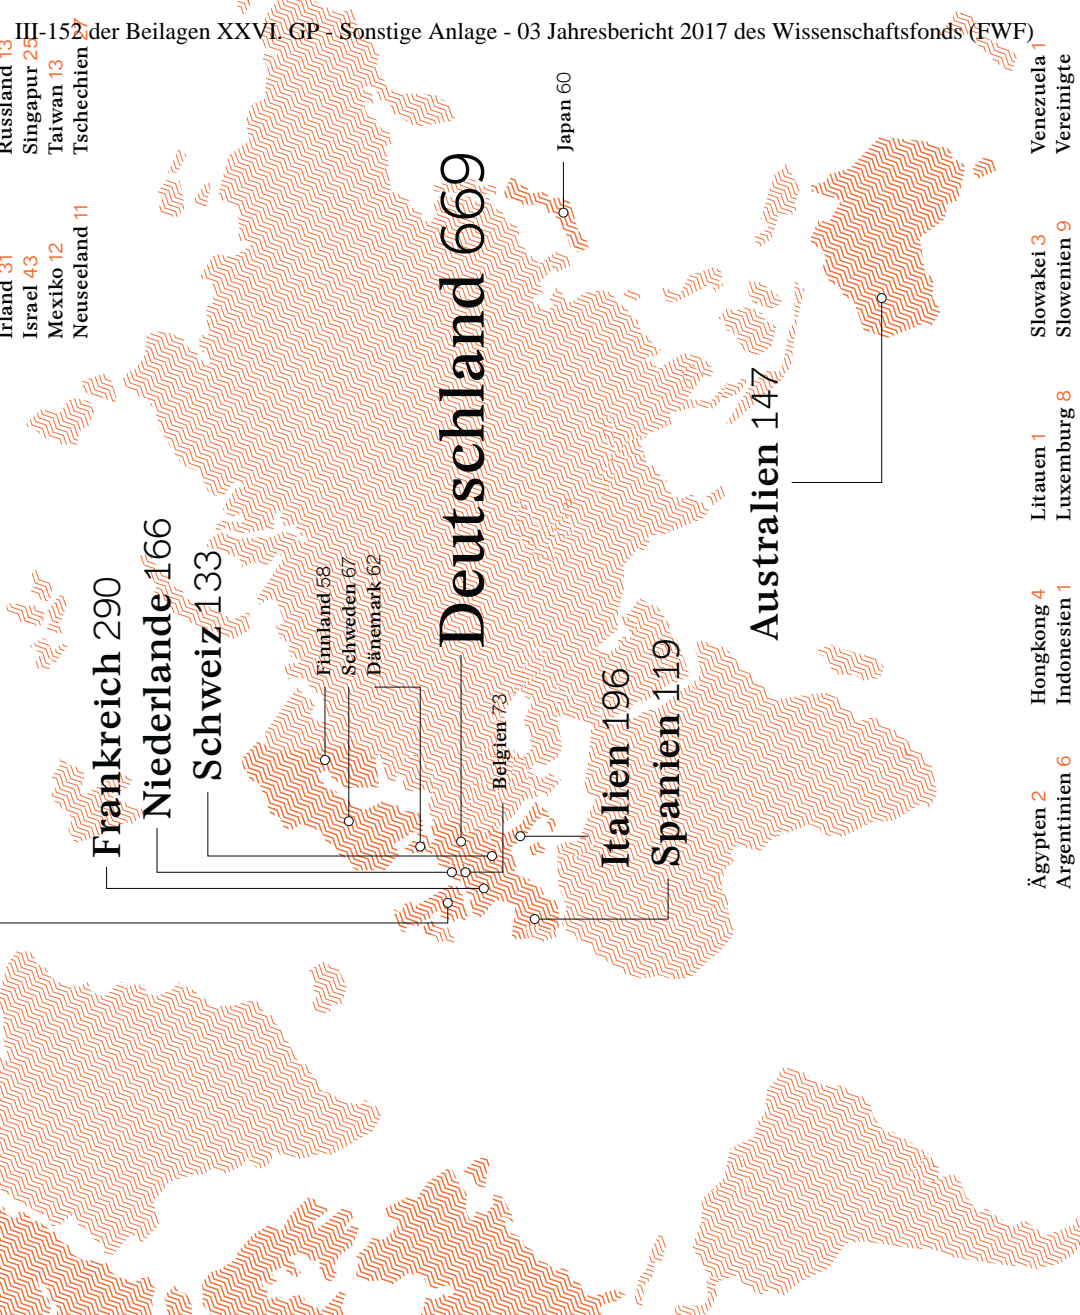 III-152 der Beilagen XXVI. GP - Sonstige Anlage - 03 Jahresbericht 2017 des Wissenschaftsfonds (FWF)
Irland 31
Israel 43
Mexiko 12
Neuseeland 11
Russland 13
Singapur 25
Taiwan 13
Tschechien 27
Frankreich 290
Niederlande 166
Schweiz 133
Finnland 58
Schweden 67
Dänemark 62
Deutschland 669
Belgien 73
Japan 60
Italien 196
Spanien 119
Australien 147
Ägypten 2
Argentinien 6
Hongkong 4
Indonesien 1
Litauen 1
Luxemburg 8
Slowakei 3
Slowenien 9
Venezuela 1
Vereinigte